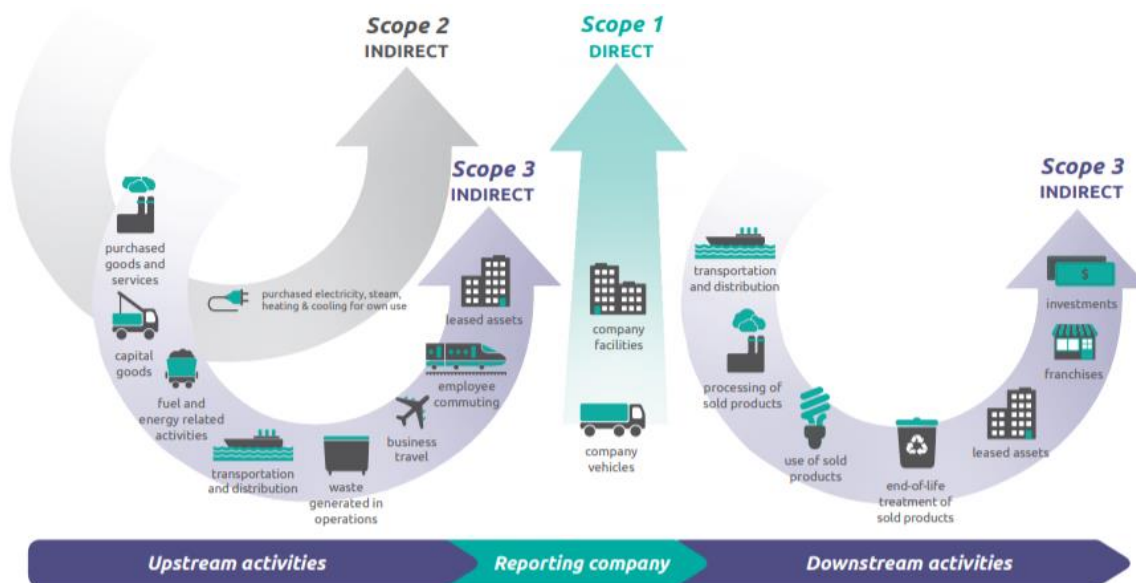 Scope 2
INDIRECT
Scope 1
DIRECT
Scope 3
INDIRECT
Scope 3
INDIRECT
purchased
goods and
services
capital
goods
fuel and
energy related
activities
purchased electricity, steam,
heating & cooling for own use
transportation
and distribution
waste
generated in
operations
business
travel
employee
commuting
leased assets
company
facilities
company
vehicles
transportation
and distribution
processing of
sold products
use of sold
products
end-of-life
treatment of
sold products
leased assets
franchises
$
investments
Upstream activities
Reporting company
Downstream activities